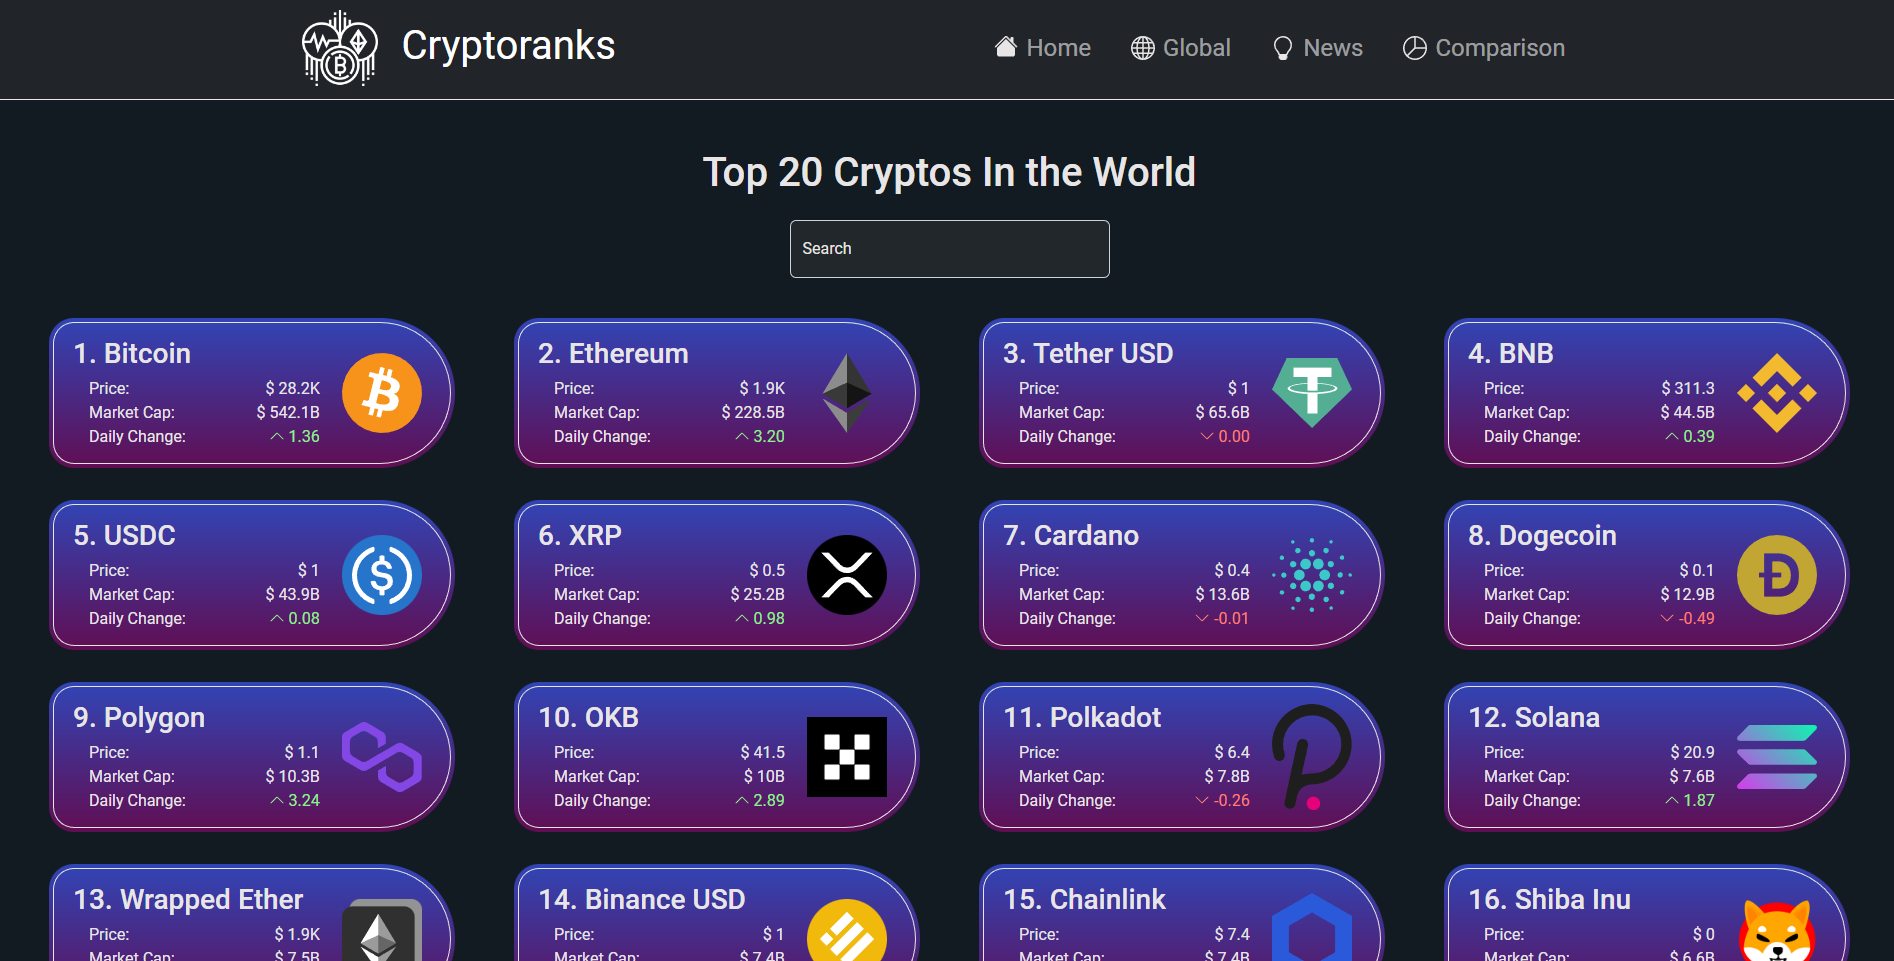 Cryptoranks
Home Global News Comparison
Top 20 Cryptos In the World
Search
1. Bitcoin
Price: $ 28.2K
Market Cap: $ 542.1B
Daily Change: 1.36
2. Ethereum
Price: $ 1.9K
Market Cap: $ 228.5B
Daily Change: 3.20
3. Tether USD
Price: $ 1
Market Cap: $ 65.6B
Daily Change: 0.00
4. BNB
Price: $ 311.3
Market Cap: $ 44.5B
Daily Change: 0.39
5. USDC
Price: $ 1
Market Cap: $ 43.9B
Daily Change: 0.08
6. XRP
Price: $ 0.5
Market Cap: $ 25.2B
Daily Change: 0.98
7. Cardano
Price: $ 0.4
Market Cap: $ 13.6B
Daily Change: -0.01
8. Dogecoin
Price: $ 0.1
Market Cap: $ 12.9B
Daily Change: -0.49
9. Polygon
Price: $ 1.1
Market Cap: $ 10.3B
Daily Change: 3.24
10. OKB
Price: $ 41.5
Market Cap: $ 10B
Daily Change: 2.89
11. Polkadot
Price: $ 6.4
Market Cap: $ 7.8B
Daily Change: -0.26
12. Solana
Price: $ 20.9
Market Cap: $ 7.6B
Daily Change: 1.87
13. Wrapped Ether
Price: $ 1.9K
Market Cap: $ 7.5B
14. Binance USD
Price: $ 1
Market Cap: $ 7.4B
15. Chainlink
Price: $ 7.4
Market Cap: $ 7.4B
16. Shiba Inu
Price: $ 0
Market Cap: $ 6.6B